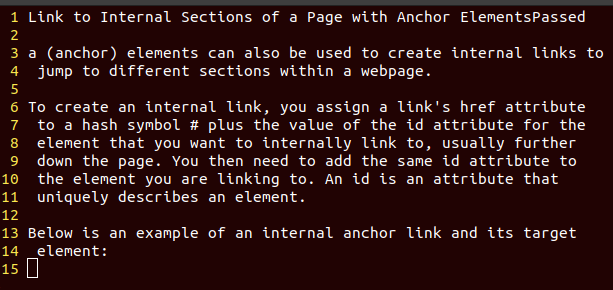 1 Link to Internal Sections of a Page with Anchor ElementsPassed
2
3 a (anchor) elements can also be used to create internal links to
4 jump to different sections within a webpage.
5
6 To create an internal link, you assign a link's href attribute
7 to a hash symbol # plus the value of the id attribute for the
8 element that you want to internally link to, usually further
9 down the page. You then need to add the same id attribute to
10 the element you are linking to. An id is an attribute that
11 uniquely describes an element.
12
13 Below is an example of an internal anchor link and its target
14 element:
15